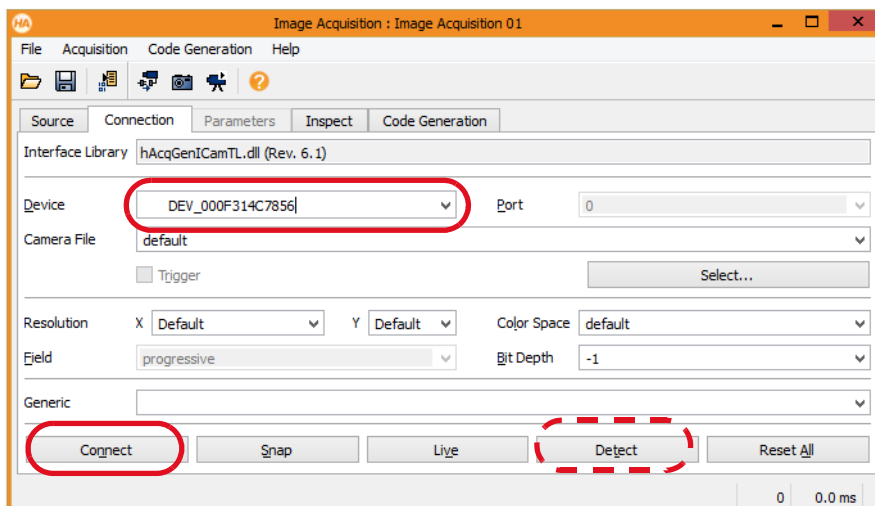 HA Image Acquisition : Image Acquisition 01
File Acquisition Code Generation Help
Source Connection Parameters Inspect Code Generation
Interface Library hAcqGenICamTL.dll (Rev. 6.1)
Device DEV_000F314C7856 Port 0
Camera File default
Trigger Select...
Resolution X Default Y Default Color Space default
Field progressive Bit Depth -1
Generic
Connect Snap Live Detect Reset All
0 0.0 ms